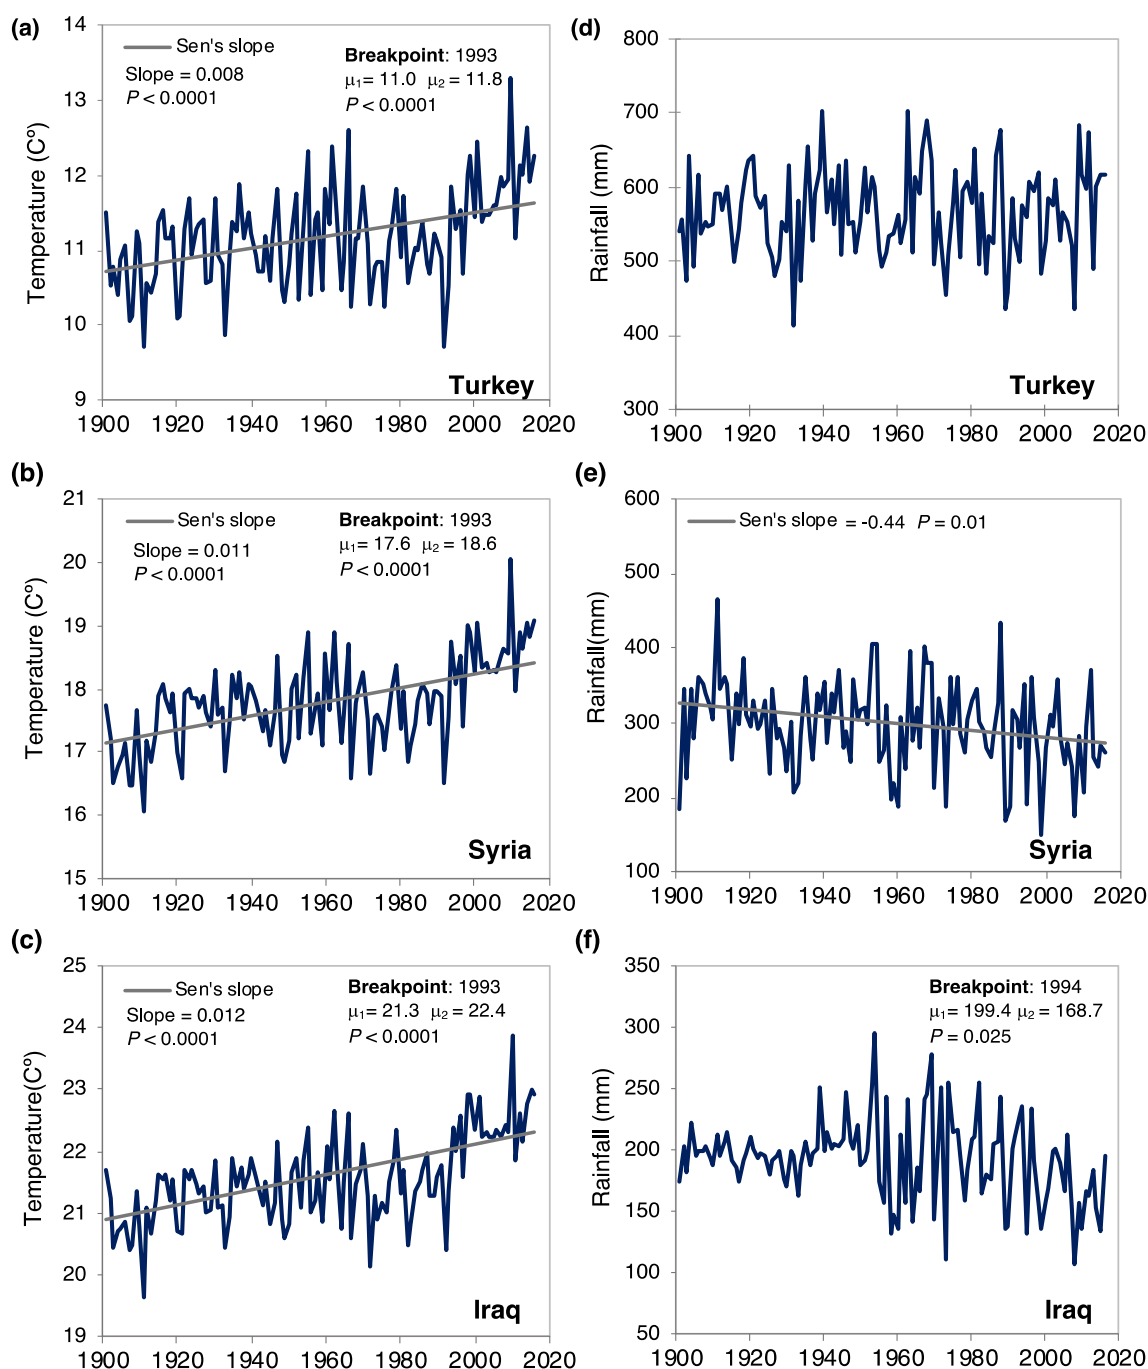 (a)
14
13
12
11
10
9
Temperature (Cº)
Sen's slope
Slope = 0.008
P < 0.0001
Breakpoint: 1993
µ1= 11.0 µ2 = 11.8
P < 0.0001
Turkey
1900 1920 1940 1960 1980 2000 2020
(d)
800
700
600
500
400
300
Rainfall (mm)
Turkey
1900 1920 1940 1960 1980 2000 2020
(b)
21
20
19
18
17
16
15
Temperature (Cº)
Sen's slope
Slope = 0.011
P < 0.0001
Breakpoint: 1993
µ1= 17.6 µ2 = 18.6
P < 0.0001
Syria
1900 1920 1940 1960 1980 2000 2020
(e)
600
500
400
300
200
100
Rainfall(mm)
Sen's slope = -0.44 P = 0.01
Syria
1900 1920 1940 1960 1980 2000 2020
(c)
25
24
23
22
21
20
19
Temperature(Cº)
Sen's slope
Slope = 0.012
P < 0.0001
Breakpoint: 1993
µ1= 21.3 µ2 = 22.4
P < 0.0001
Iraq
1900 1920 1940 1960 1980 2000 2020
(f)
350
300
250
200
150
100
50
Rainfall (mm)
Breakpoint: 1994
µ1= 199.4 µ2 = 168.7
P = 0.025
Iraq
1900 1920 1940 1960 1980 2000 2020